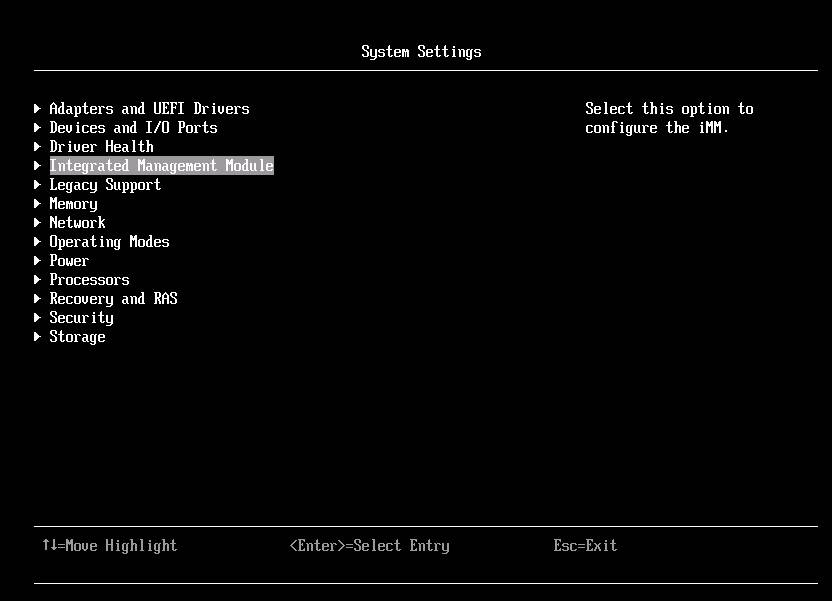 System Settings
Adapters and UEFI Drivers
Devices and I/O Ports
Driver Health
Integrated Management Module
Legacy Support
Memory
Network
Operating Modes
Power
Processors
Recovery and RAS
Security
Storage
Select this option to
configure the iMM.
↑↓=Move Highlight
<Enter>=Select Entry
Esc=Exit